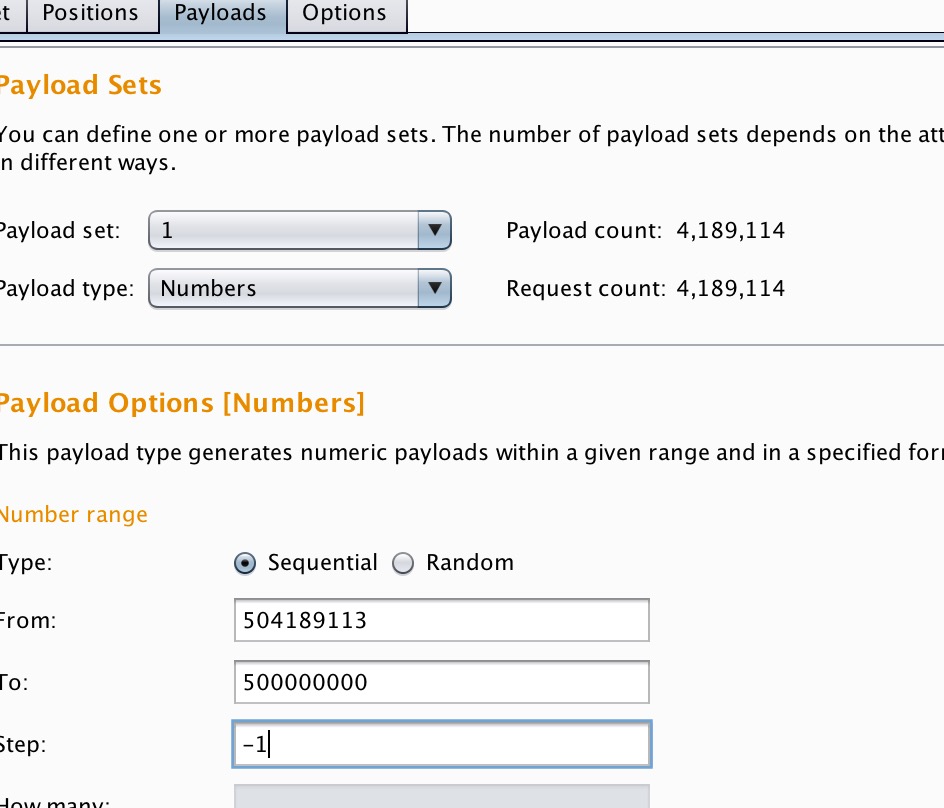 et Positions Payloads Options
Payload Sets
You can define one or more payload sets. The number of payload sets depends on the att
in different ways.
Payload set: 1 Payload count: 4,189,114
Payload type: Numbers Request count: 4,189,114
Payload Options [Numbers]
This payload type generates numeric payloads within a given range and in a specified for
Number range
Type: Sequential Random
From: 504189113
To: 500000000
Step: -1
How many: